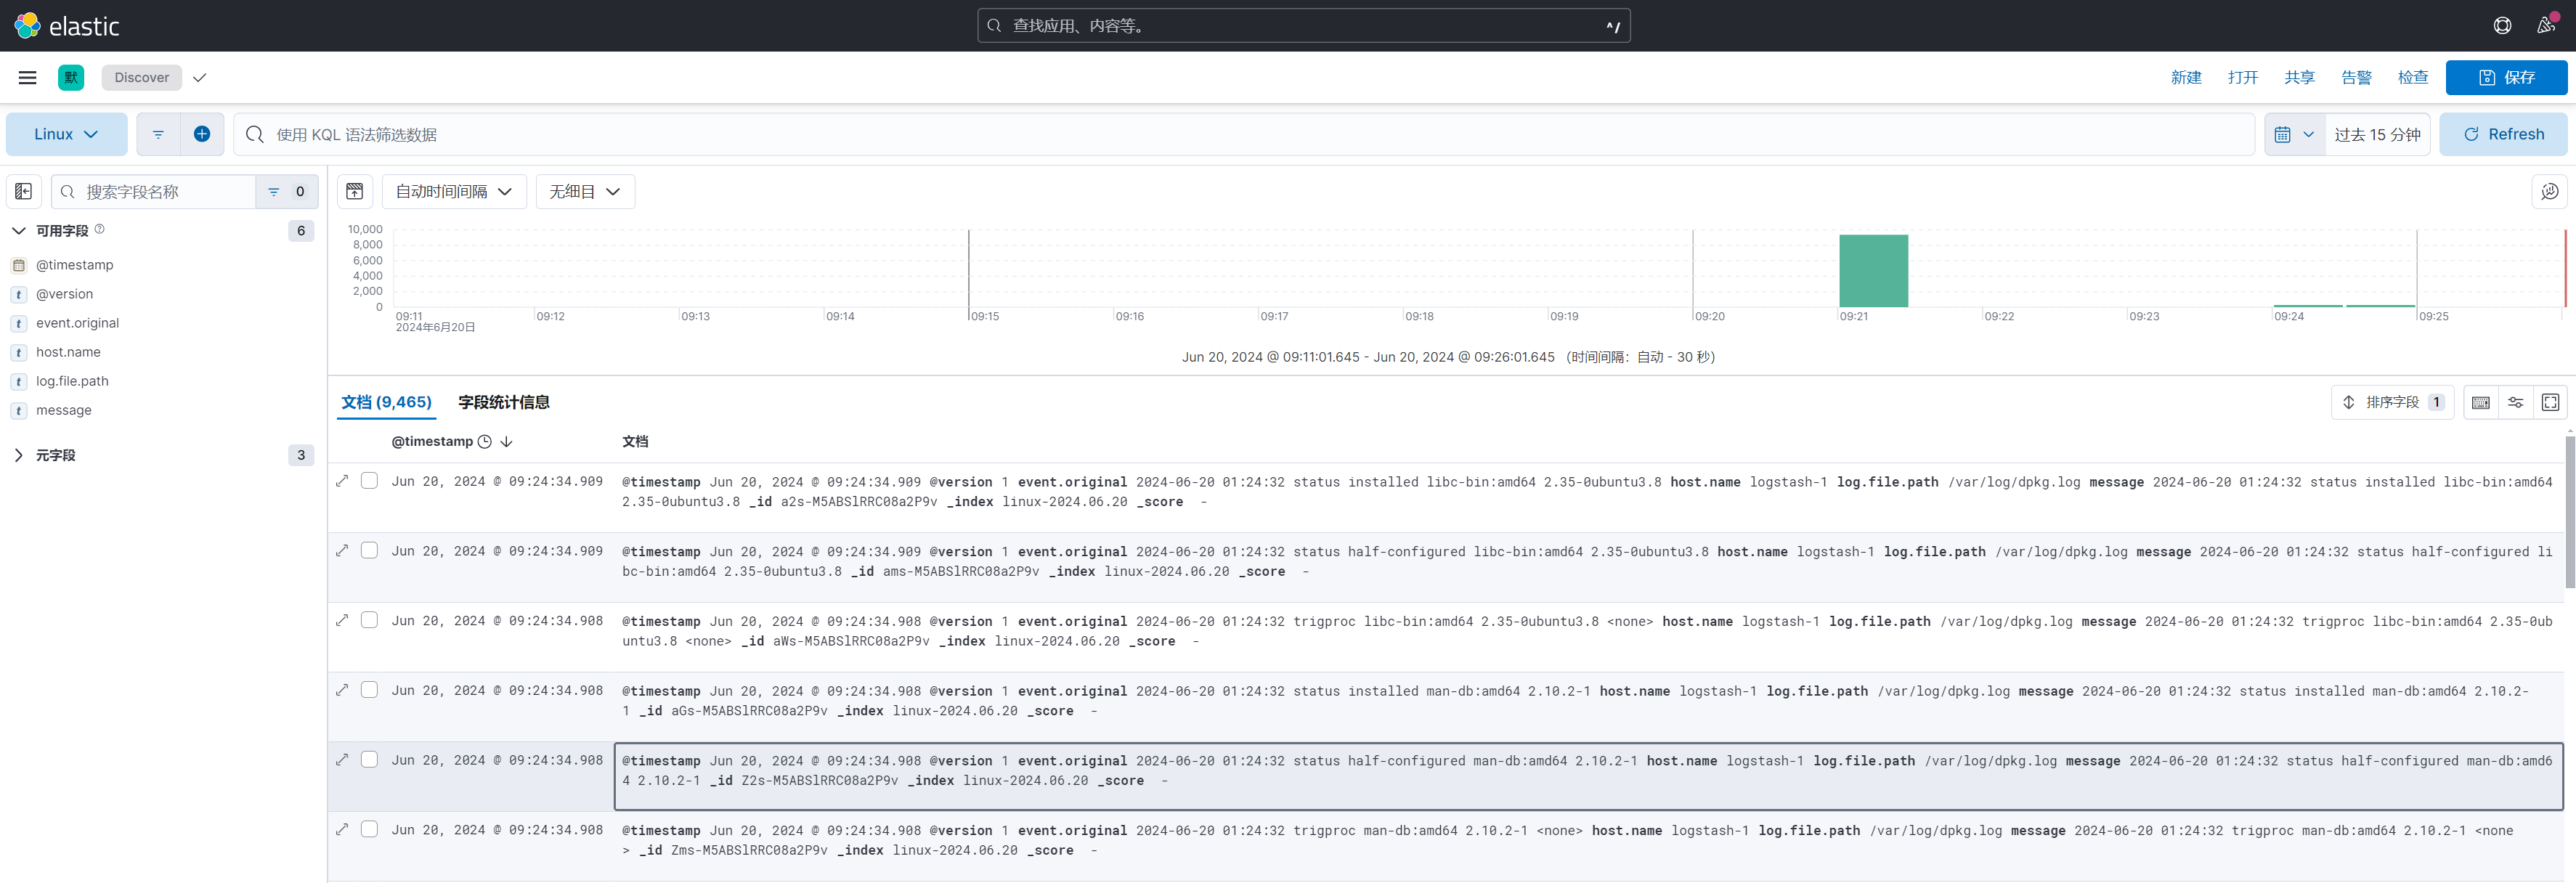 elastic
查找应用、内容等。
^/
默
Discover
新建
打开
共享
告警
检查
保存
Linux
使用 KQL 语法筛选数据
过去 15 分钟
Refresh
搜索字段名称
0
可用字段
6
@timestamp
@version
event.original
host.name
log.file.path
message
元字段
3
自动时间间隔
无细目
10,000
8,000
6,000
4,000
2,000
0
09:11 09:12 09:13 09:14 09:15 09:16 09:17 09:18 09:19 09:20 09:21 09:22 09:23 09:24 09:25
2024年6月20日
Jun 20, 2024 @ 09:11:01.645 - Jun 20, 2024 @ 09:26:01.645 （时间间隔：自动 - 30 秒）
文档 (9,465)
字段统计信息
排序字段 1
@timestamp
文档
Jun 20, 2024 @ 09:24:34.909
@timestamp Jun 20, 2024 @ 09:24:34.909 @version 1 event.original 2024-06-20 01:24:32 status installed libc-bin:amd64 2.35-0ubuntu3.8 host.name logstash-1 log.file.path /var/log/dpkg.log message 2024-06-20 01:24:32 status installed libc-bin:amd64
2.35-0ubuntu3.8 _id a2s-M5ABSlRRC08a2P9v _index linux-2024.06.20 _score -
Jun 20, 2024 @ 09:24:34.909
@timestamp Jun 20, 2024 @ 09:24:34.909 @version 1 event.original 2024-06-20 01:24:32 status half-configured libc-bin:amd64 2.35-0ubuntu3.8 host.name logstash-1 log.file.path /var/log/dpkg.log message 2024-06-20 01:24:32 status half-configured li
bc-bin:amd64 2.35-0ubuntu3.8 _id ams-M5ABSlRRC08a2P9v _index linux-2024.06.20 _score -
Jun 20, 2024 @ 09:24:34.908
@timestamp Jun 20, 2024 @ 09:24:34.908 @version 1 event.original 2024-06-20 01:24:32 trigproc libc-bin:amd64 2.35-0ubuntu3.8 <none> host.name logstash-1 log.file.path /var/log/dpkg.log message 2024-06-20 01:24:32 trigproc libc-bin:amd64 2.35-0ub
untu3.8 <none> _id aWs-M5ABSlRRC08a2P9v _index linux-2024.06.20 _score -
Jun 20, 2024 @ 09:24:34.908
@timestamp Jun 20, 2024 @ 09:24:34.908 @version 1 event.original 2024-06-20 01:24:32 status installed man-db:amd64 2.10.2-1 host.name logstash-1 log.file.path /var/log/dpkg.log message 2024-06-20 01:24:32 status installed man-db:amd64 2.10.2-
1 _id aGs-M5ABSlRRC08a2P9v _index linux-2024.06.20 _score -
Jun 20, 2024 @ 09:24:34.908
@timestamp Jun 20, 2024 @ 09:24:34.908 @version 1 event.original 2024-06-20 01:24:32 status half-configured man-db:amd64 2.10.2-1 host.name logstash-1 log.file.path /var/log/dpkg.log message 2024-06-20 01:24:32 status half-configured man-db:amd6
4 2.10.2-1 _id Z2s-M5ABSlRRC08a2P9v _index linux-2024.06.20 _score -
Jun 20, 2024 @ 09:24:34.908
@timestamp Jun 20, 2024 @ 09:24:34.908 @version 1 event.original 2024-06-20 01:24:32 trigproc man-db:amd64 2.10.2-1 <none> host.name logstash-1 log.file.path /var/log/dpkg.log message 2024-06-20 01:24:32 trigproc man-db:amd64 2.10.2-1 <none
> _id Zms-M5ABSlRRC08a2P9v _index linux-2024.06.20 _score -